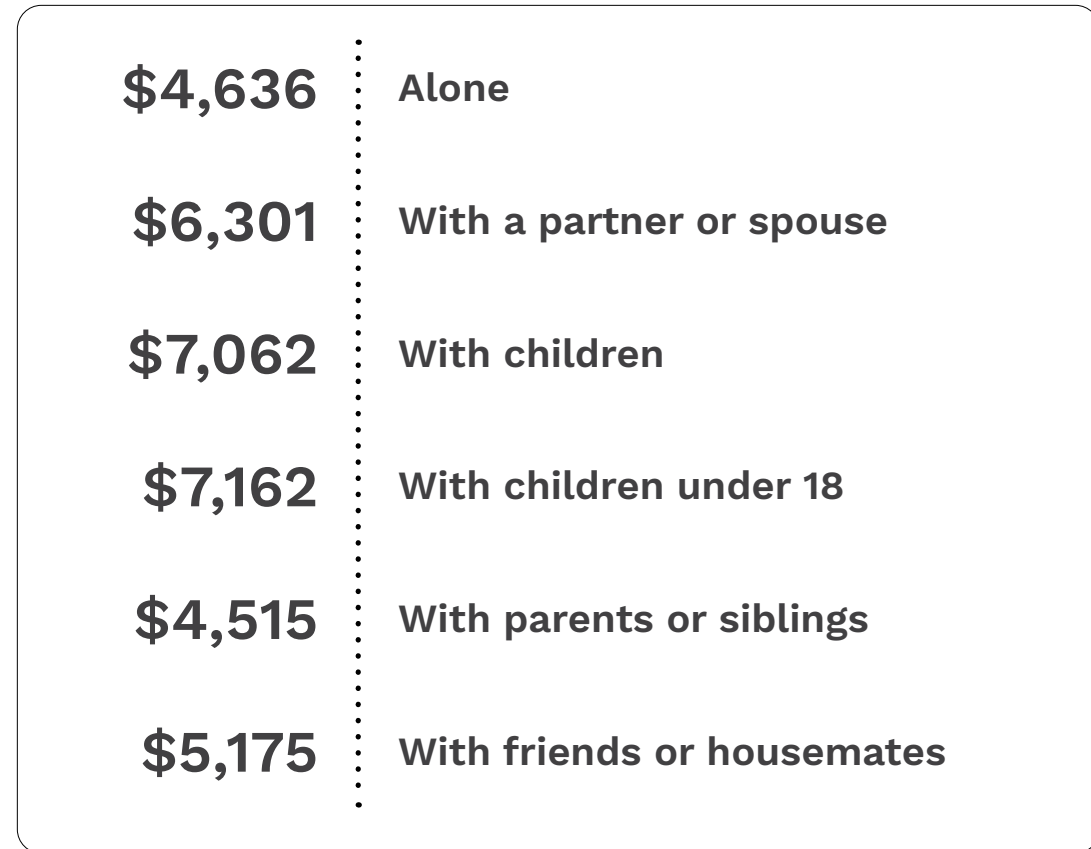 $4,636 Alone
$6,301 With a partner or spouse
$7,062 With children
$7,162 With children under 18
$4,515 With parents or siblings
$5,175 With friends or housemates